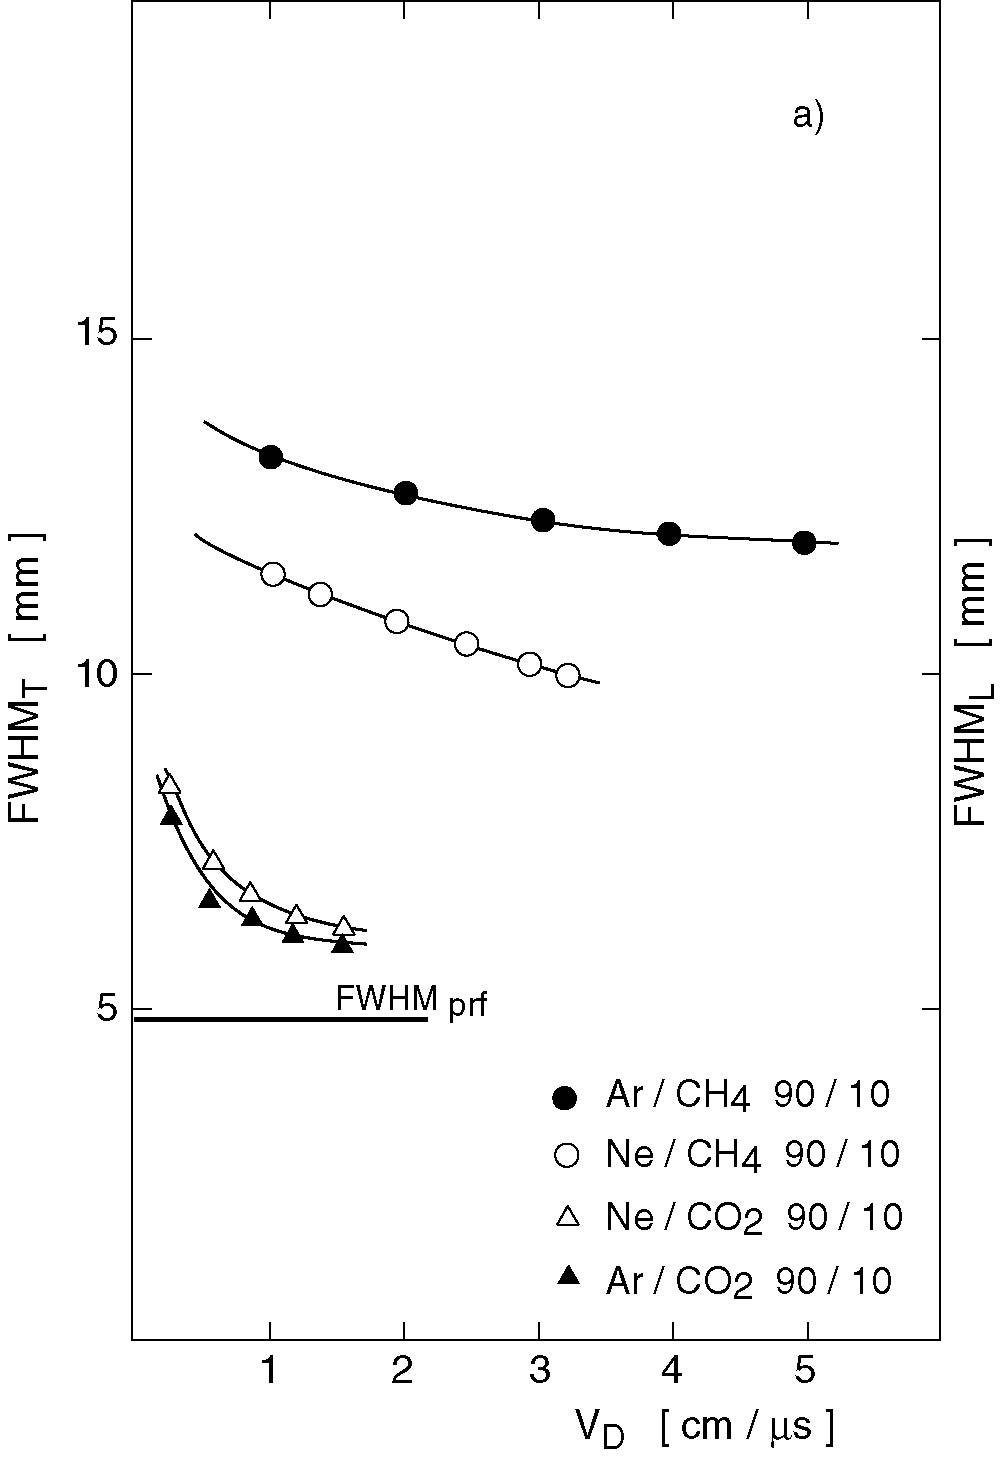 a)
15
10
5
FWHM_T [ mm ]
FWHM_L [ mm ]
FWHM prf
Ar / CH4 90 / 10
Ne / CH4 90 / 10
Ne / CO2 90 / 10
Ar / CO2 90 / 10
1 2 3 4 5
V_D [ cm / μs ]